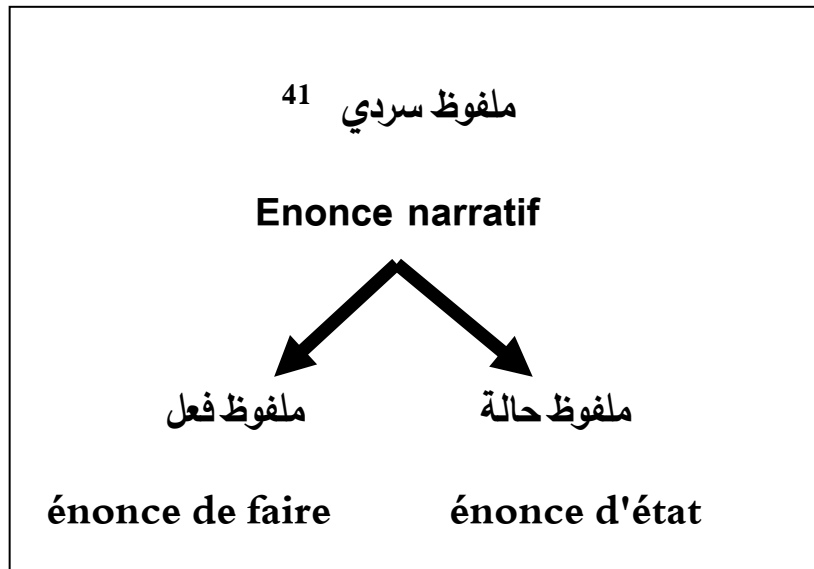 ملفوظ سردي 41
Enonce narratif
ملفوظ حالة ملفوظ فعل
énonce de faire énonce d'état